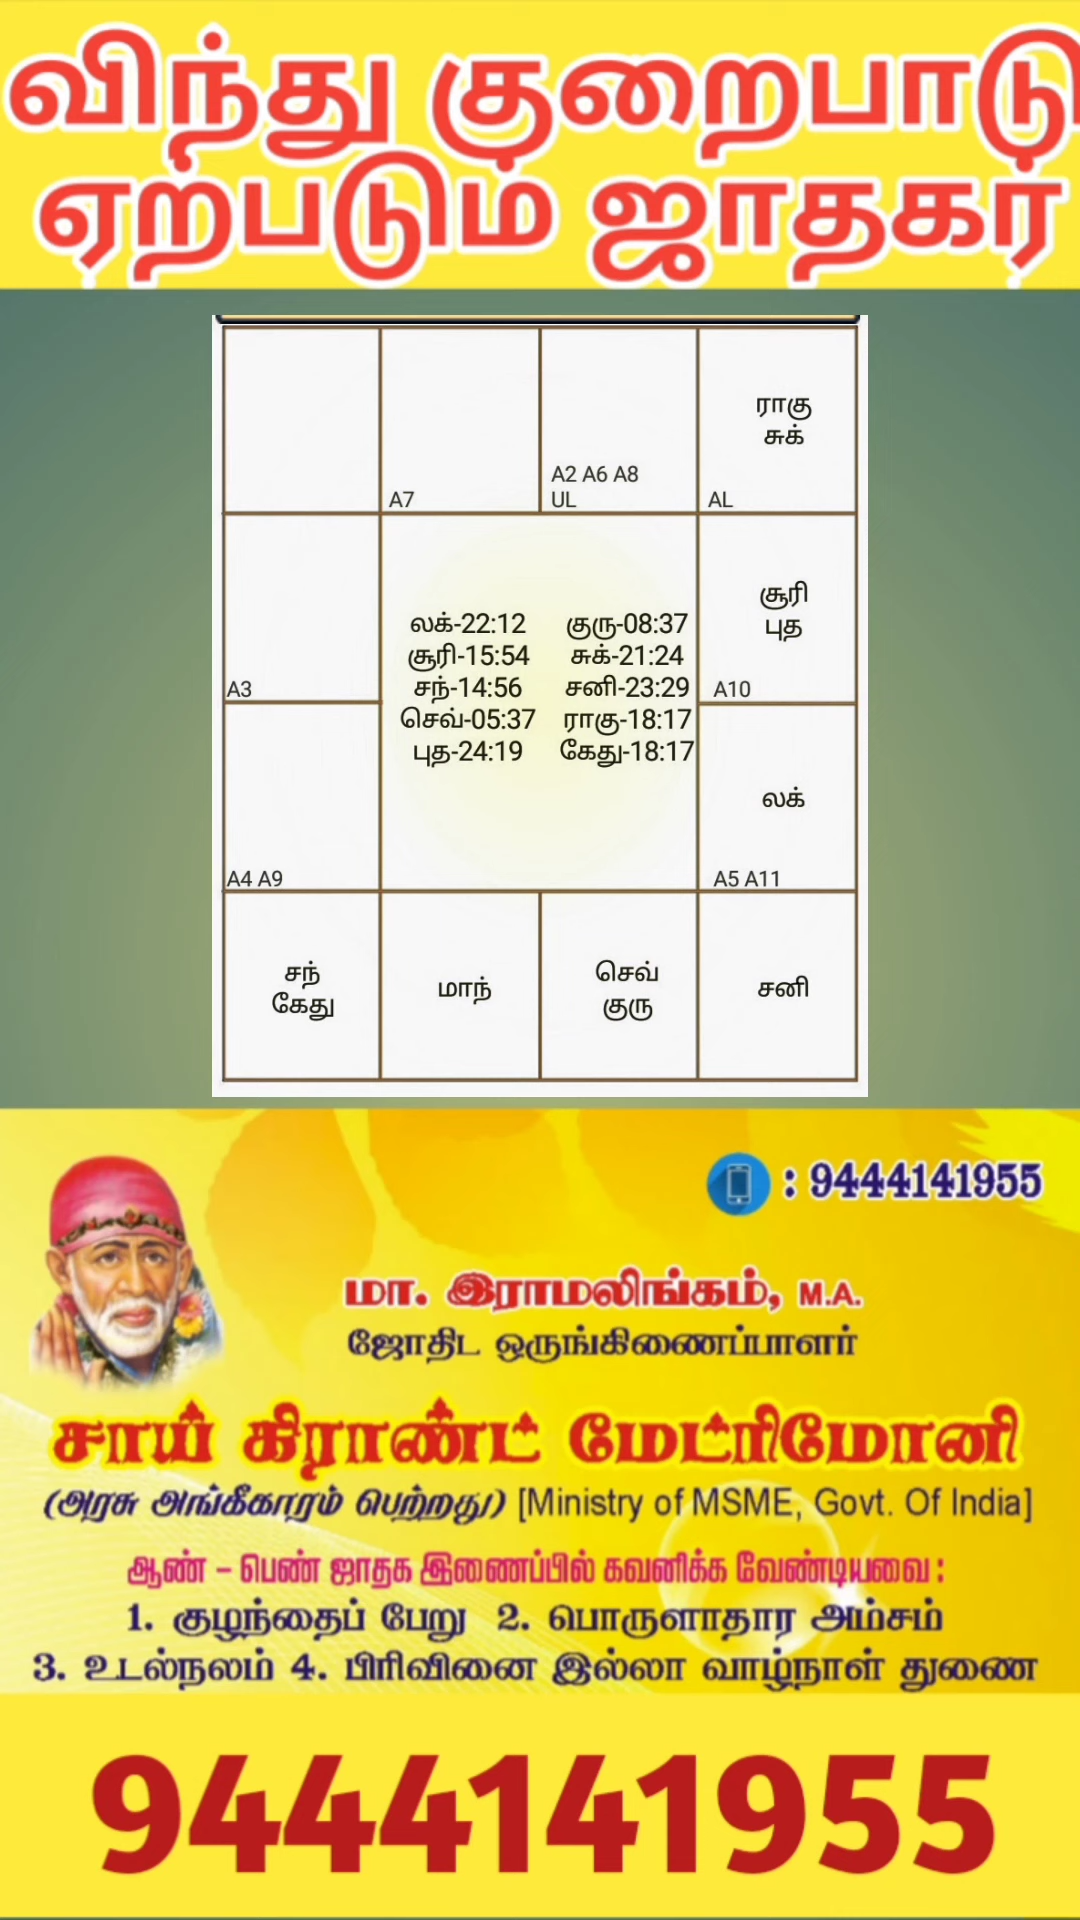 விந்து குறைபாடு
ஏற்படும் ஜாதகர்
ராகு
சுக்
A7
A2 A6 A8
UL
AL
சூரி
புத
A3
A10
லக்-22:12 குரு-08:37
சூரி-15:54 சுக்-21:24
சந்-14:56 சனி-23:29
செவ்-05:37 ராகு-18:17
புத-24:19 கேது-18:17
லக்
A4 A9
A5 A11
சந்
கேது
மாந்
செவ்
குரு
சனி
: 9444141955
மா. இராமலிங்கம், M.A.
ஜோதிட ஒருங்கிணைப்பாளர்
சாய் கிராண்ட் மேட்ரிமோனி
(அரசு அங்கீகாரம் பெற்றது) [Ministry of MSME, Govt. Of India]
ஆண் – பெண் ஜாதக இணைப்பில் கவனிக்க வேண்டியவை :
1. குழந்தைப் பேறு 2. பொருளாதார அம்சம்
3. உடல்நலம் 4. பிரிவினை இல்லா வாழ்நாள் துணை
9444141955